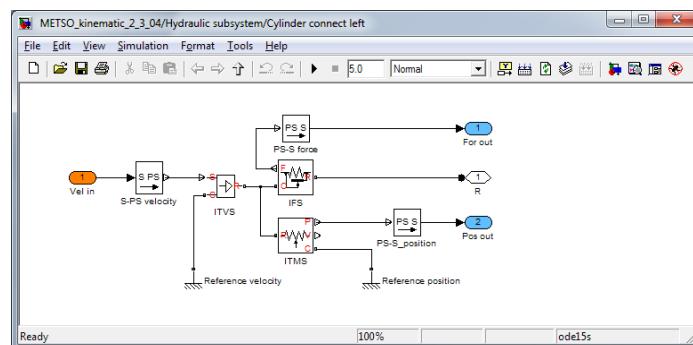 METSO_kinematic_2_3_04/Hydraulic subsystem/Cylinder connect left
File Edit View Simulation Format Tools Help
5.0 Normal
PS S
PS-S force
1
For out
1
Vel in
S PS
S-PS velocity
S
C
R
ITVS
F
C
R
IFS
1
R
R
P
V
C
ITMS
PS S
PS-S_position
2
Pos out
Reference velocity
Reference position
Ready 100% ode15s